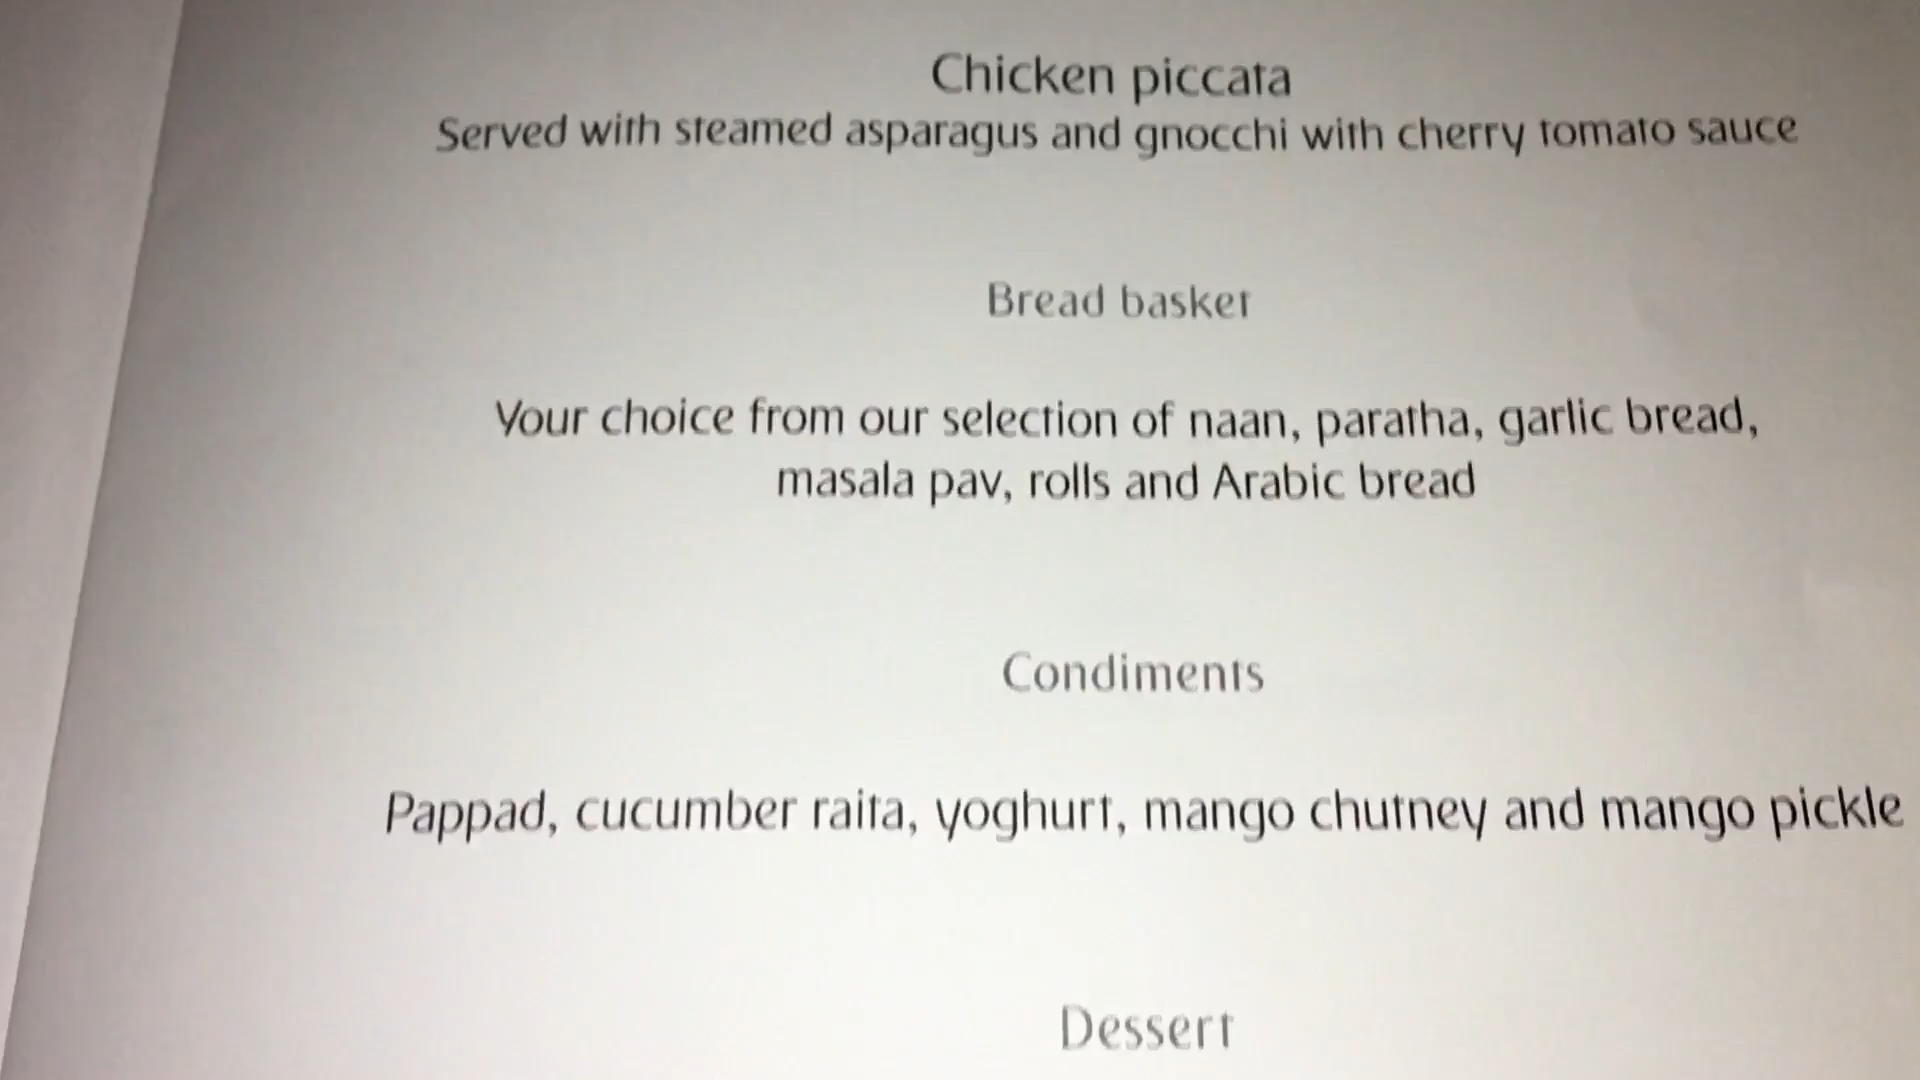 Chicken piccata
Served with steamed asparagus and gnocchi with cherry tomato sauce
Bread basket
Your choice from our selection of naan, paratha, garlic bread,
masala pav, rolls and Arabic bread
Condiments
Pappad, cucumber raita, yoghurt, mango chutney and mango pickle
Dessert